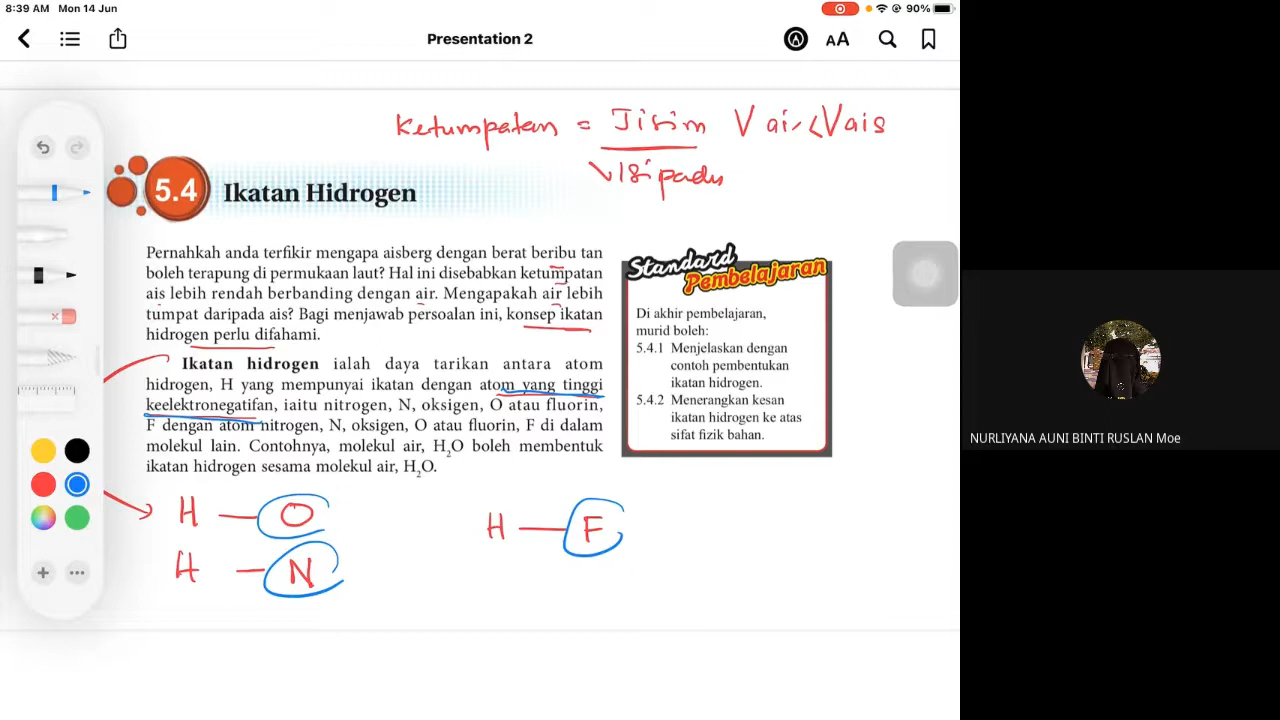 8:39 AM Mon 14 Jun
90%
Presentation 2
AA
Ketumpatan = Jisim V air < Vais
Isipadu
5.4 Ikatan Hidrogen
Pernahkah anda terfikir mengapa aisberg dengan berat beribu tan
boleh terapung di permukaan laut? Hal ini disebabkan ketumpatan
ais lebih rendah berbanding dengan air. Mengapakah air lebih
tumpat daripada ais? Bagi menjawab persoalan ini, konsep ikatan
hidrogen perlu difahami.
Ikatan hidrogen ialah daya tarikan antara atom
hidrogen, H yang mempunyai ikatan dengan atom yang tinggi
keelektronegatifan, iaitu nitrogen, N, oksigen, O atau fluorin,
F dengan atom nitrogen, N, oksigen, O atau fluorin, F di dalam
molekul lain. Contohnya, molekul air, H₂O boleh membentuk
ikatan hidrogen sesama molekul air, H₂O.
Standard
Pembelajaran
Di akhir pembelajaran,
murid boleh:
5.4.1 Menjelaskan dengan
contoh pembentukan
ikatan hidrogen.
5.4.2 Menerangkan kesan
ikatan hidrogen ke atas
sifat fizik bahan.
H — O
H — N
H — F
NURLIYANA AUNI BINTI RUSLAN Moe